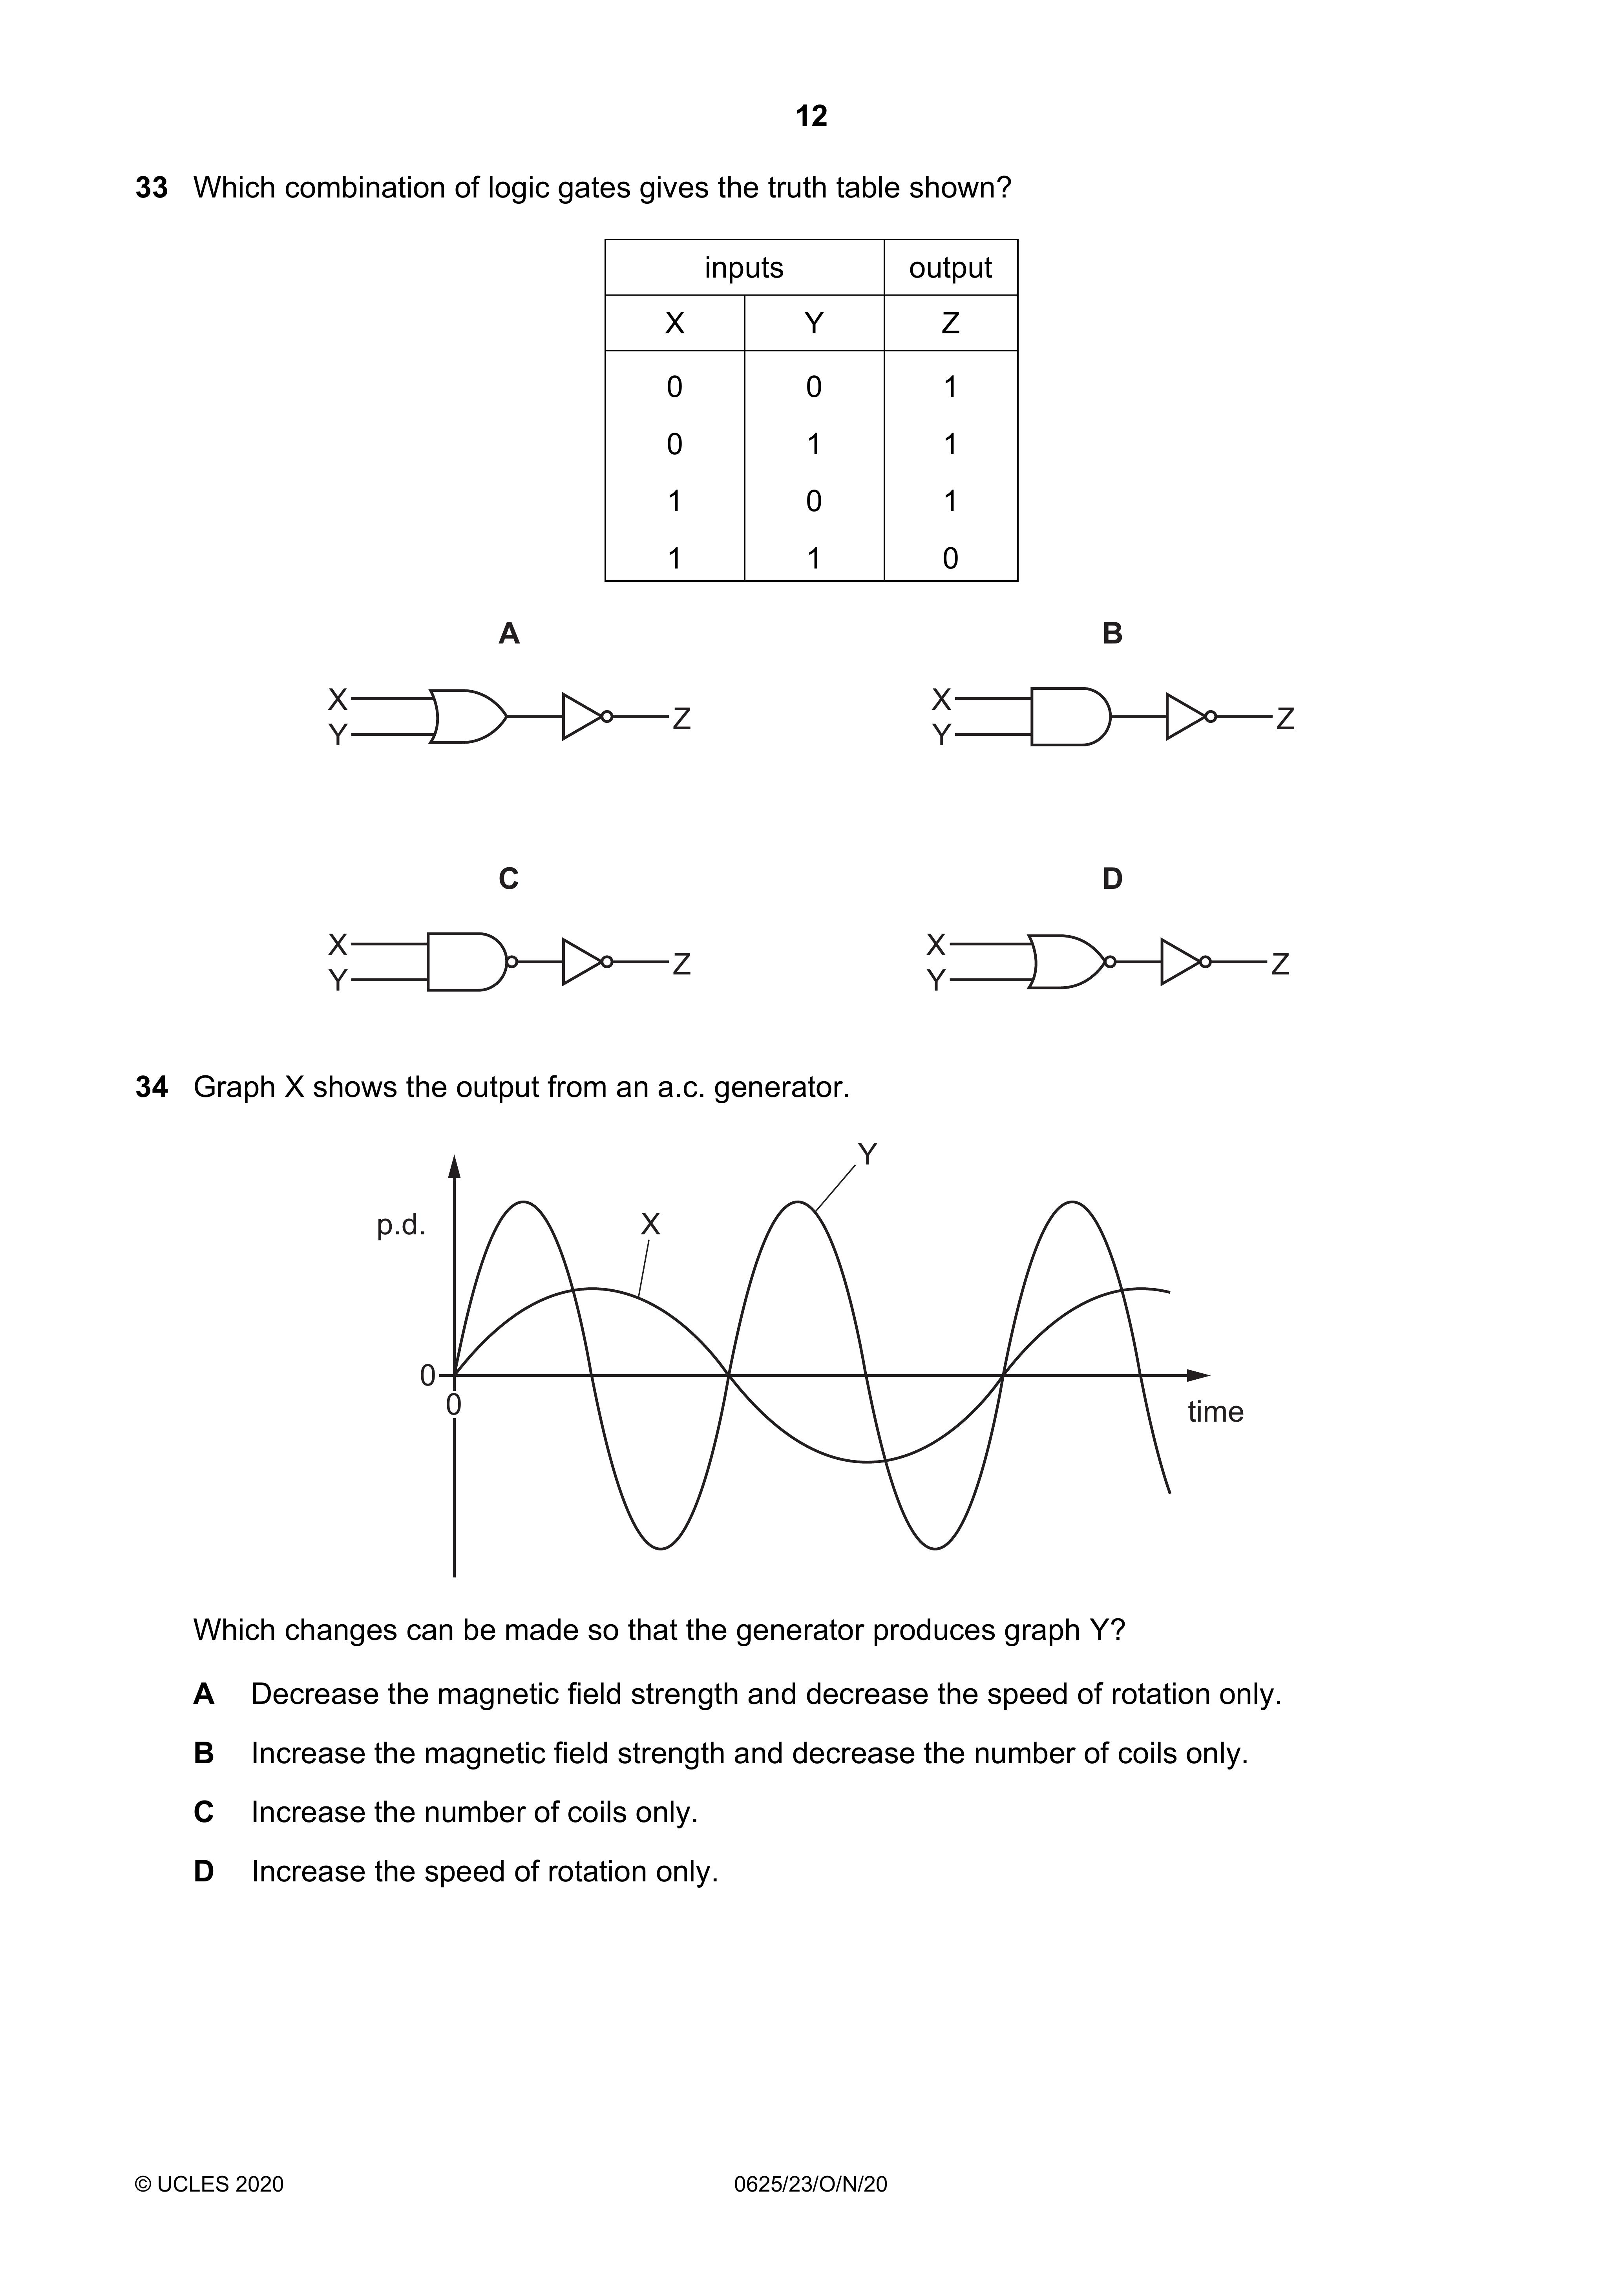 12
33 Which combination of logic gates gives the truth table shown?
inputs output
X Y Z
0 0 1
0 1 1
1 0 1
1 1 0
A B
X
Y
Z
X
Y
Z
C D
X
Y
Z
X
Y
Z
34 Graph X shows the output from an a.c. generator.
Y
p.d.
X
0
0
time
Which changes can be made so that the generator produces graph Y?
A Decrease the magnetic field strength and decrease the speed of rotation only.
B Increase the magnetic field strength and decrease the number of coils only.
C Increase the number of coils only.
D Increase the speed of rotation only.
© UCLES 2020 0625/23/O/N/20